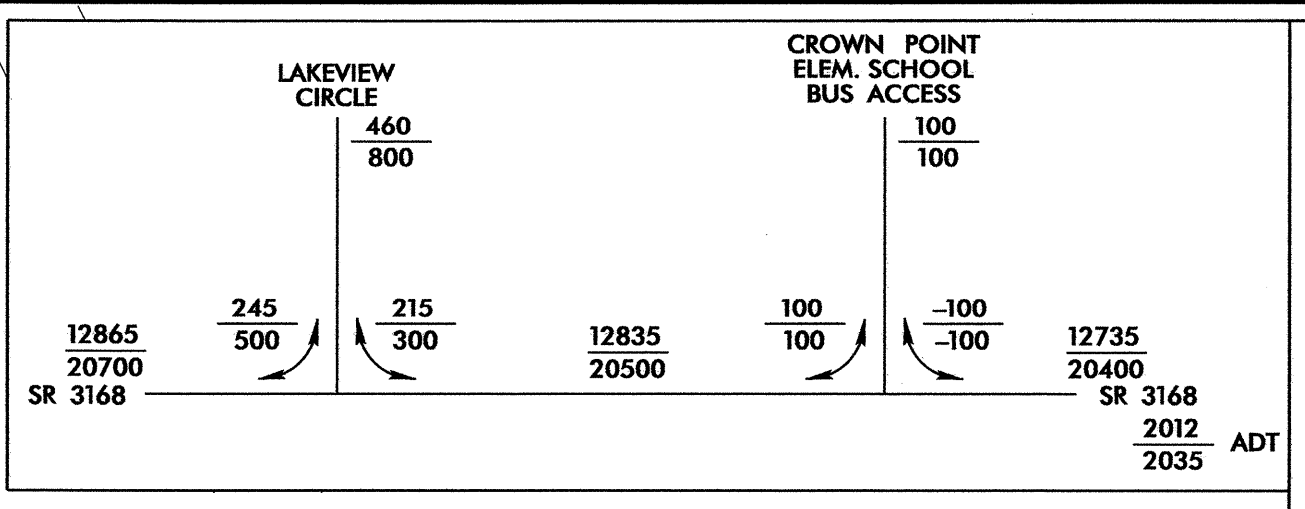 CROWN POINT
ELEM. SCHOOL
BUS ACCESS
LAKEVIEW
CIRCLE
460
800
100
100
245
500
215
300
100
100
–100
–100
12865
20700
12835
20500
12735
20400
SR 3168
SR 3168
2012
2035
ADT